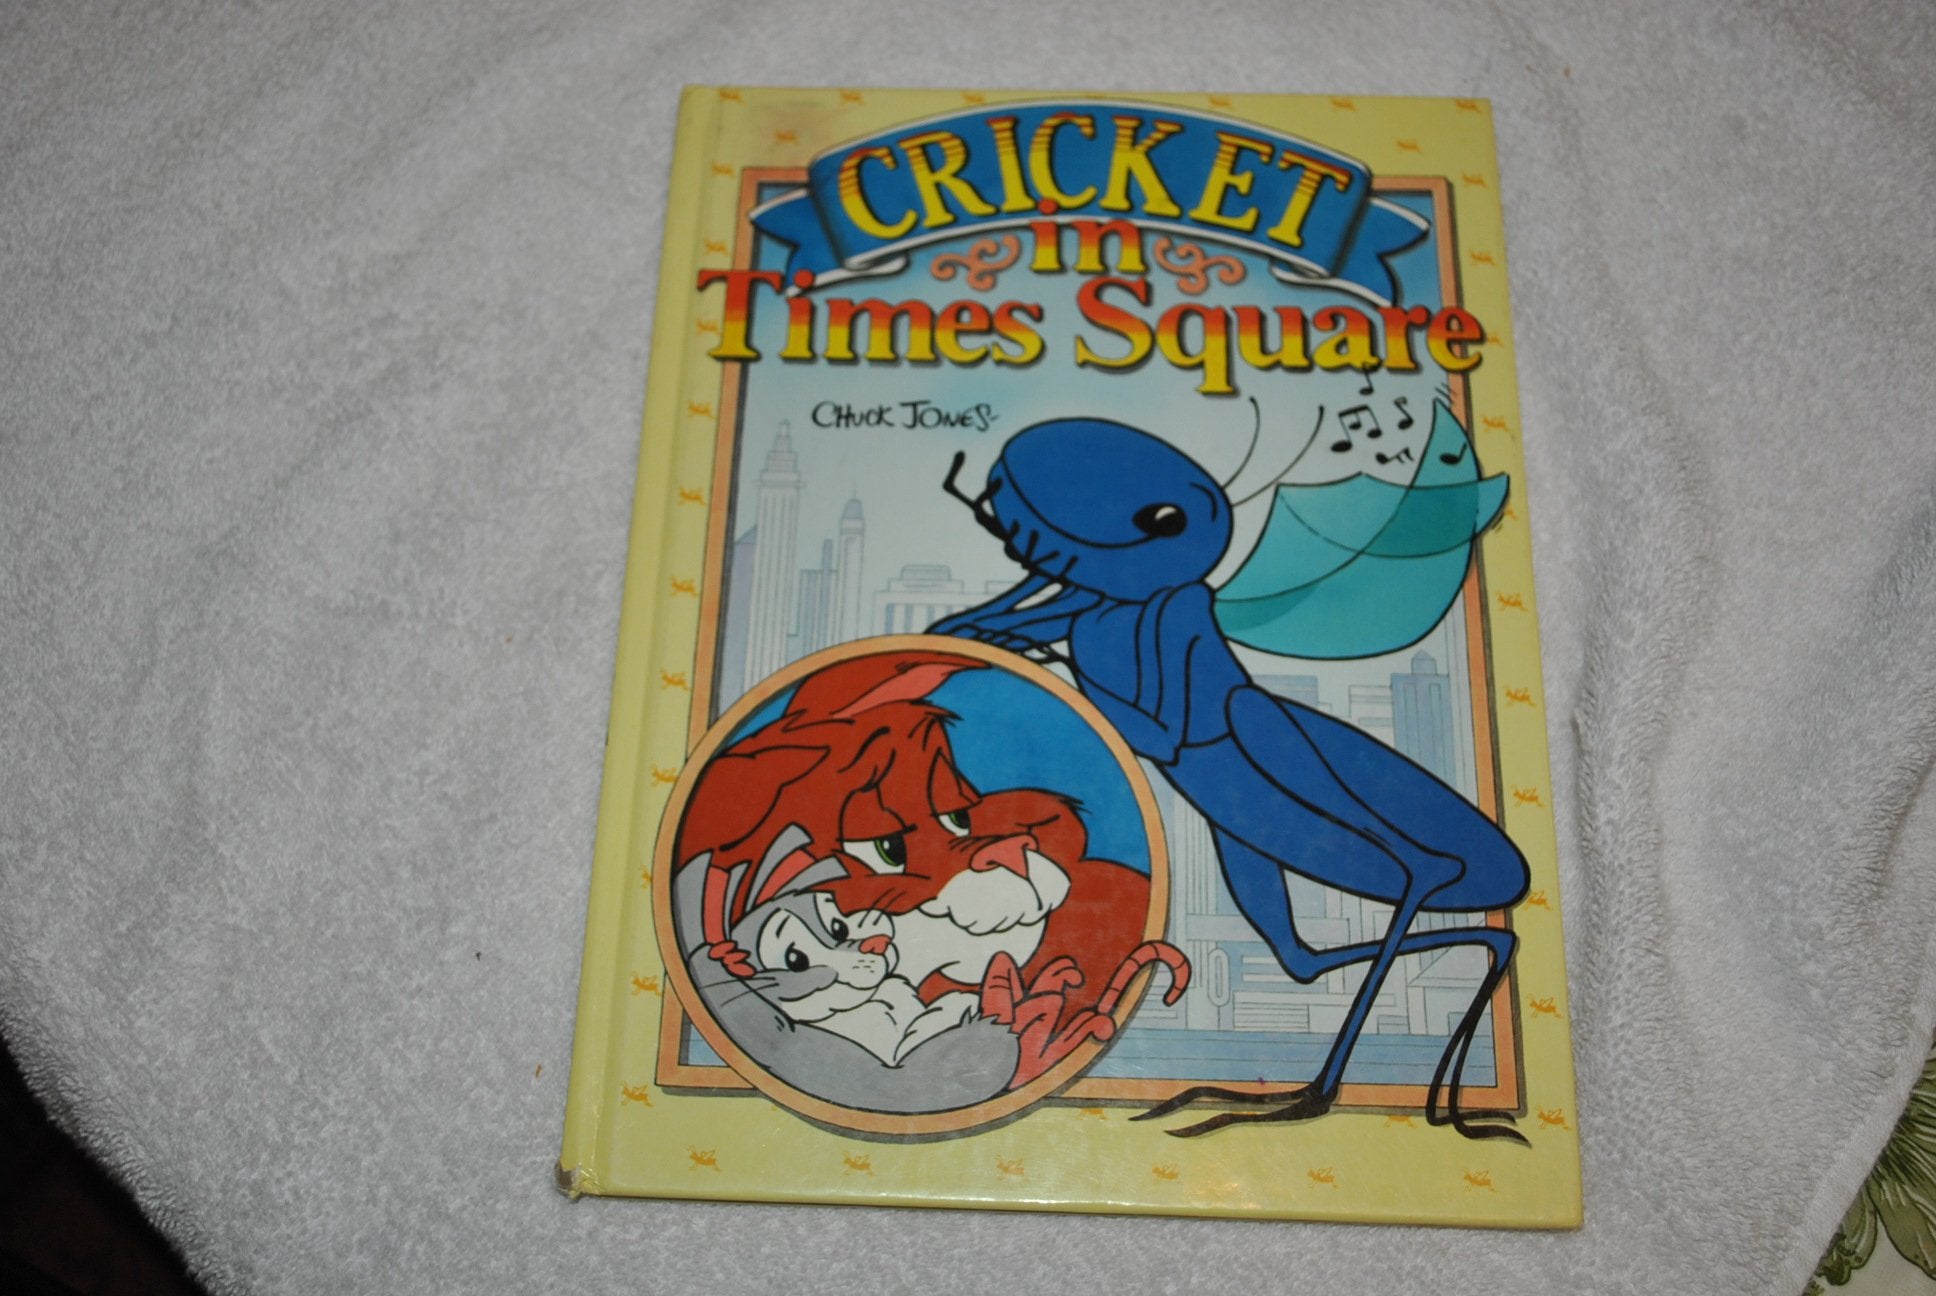 CRICKET
in
Times Square
CHUCK JONES